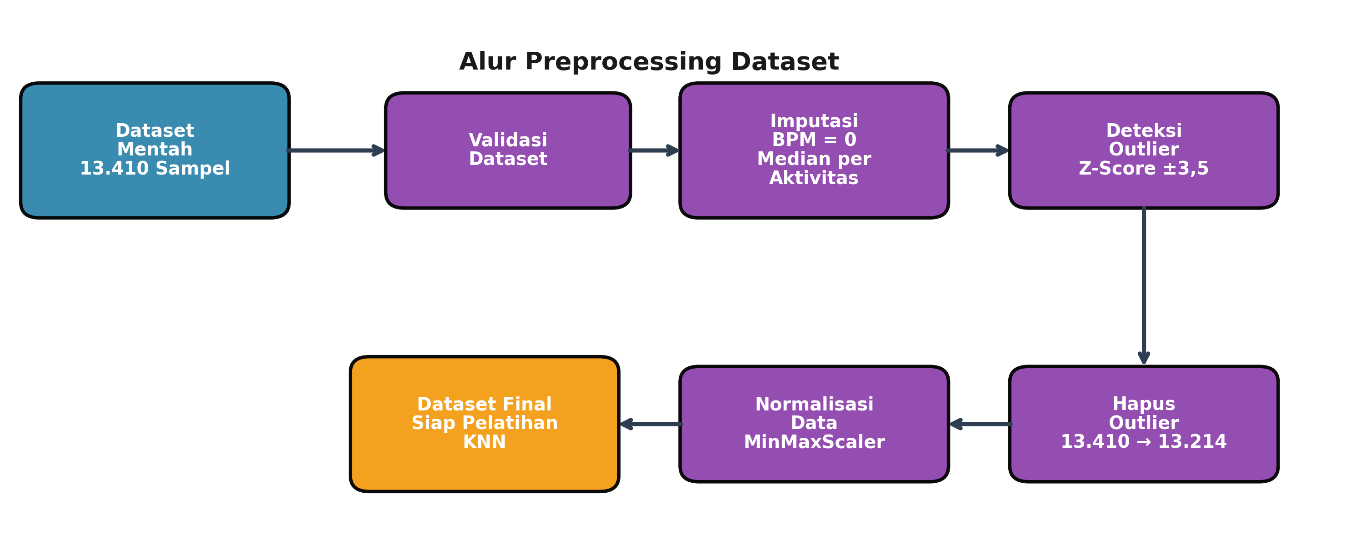 Alur Preprocessing Dataset
Dataset
Mentah
13.410 Sampel
Validasi
Dataset
Imputasi
BPM = 0
Median per
Aktivitas
Deteksi
Outlier
Z-Score ±3,5
Hapus
Outlier
13.410 → 13.214
Normalisasi
Data
MinMaxScaler
Dataset Final
Siap Pelatihan
KNN